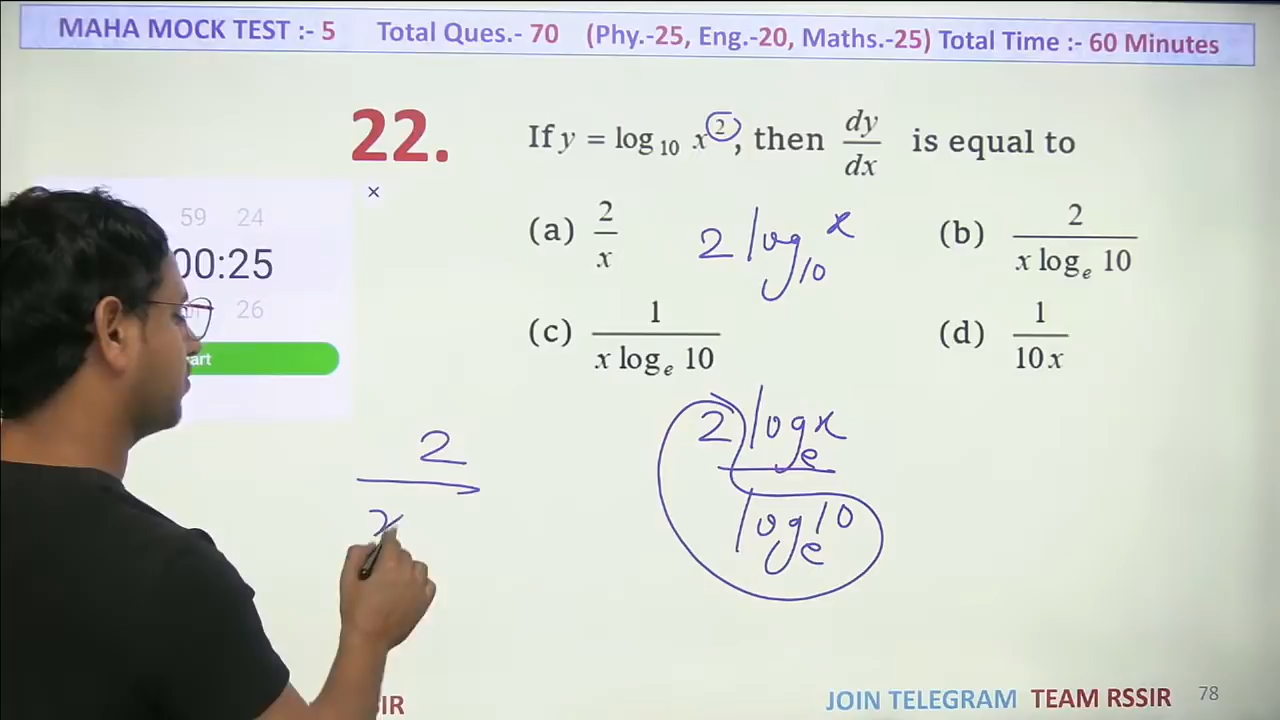 MAHA MOCK TEST :- 5 Total Ques.- 70 (Phy.-25, Eng.-20, Maths.-25) Total Time :- 60 Minutes
22. If y = log₁₀ x², then dy/dx is equal to
×
59 24
00:25
26
art
(a) 2/x
2 log₁₀ x
(b) 2/(x logₑ 10)
(c) 1/(x logₑ 10)
(d) 1/(10x)
2 logₑ x / logₑ 10
2/x
IR
JOIN TELEGRAM TEAM RSSIR 78